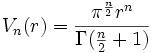 V_n(r) = \frac{\pi^{\frac{n}{2}} r^n}{\Gamma(\frac{n}{2} + 1)}